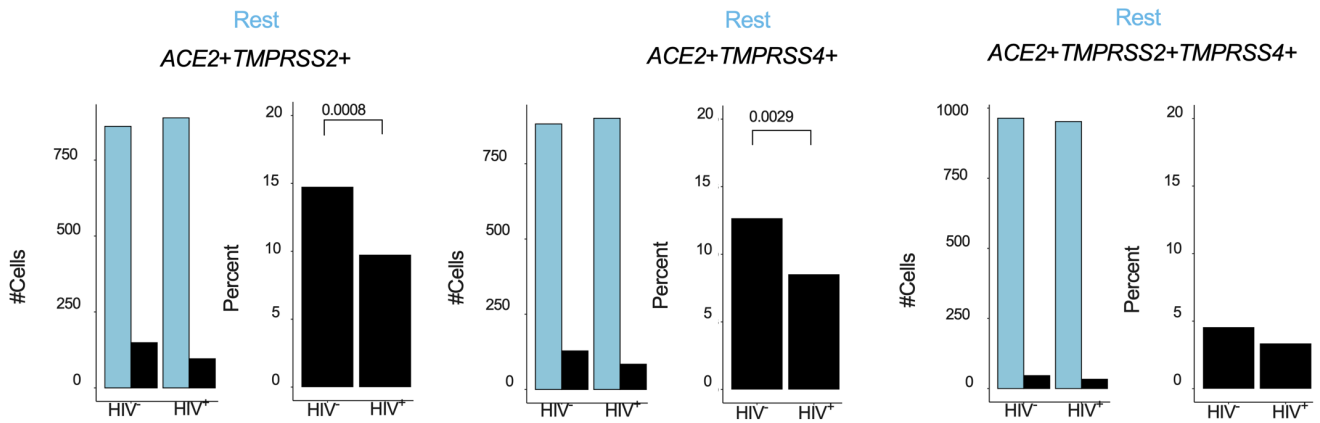 Rest
ACE2+TMPRSS2+
#Cells
750
500
250
0
HIV- HIV+
Percent
20
15
10
5
0
0.0008
HIV- HIV+
Rest
ACE2+TMPRSS4+
#Cells
750
500
250
0
HIV- HIV+
Percent
20
15
10
5
0
0.0029
HIV- HIV+
Rest
ACE2+TMPRSS2+TMPRSS4+
#Cells
1000
750
500
250
0
HIV- HIV+
Percent
20
15
10
5
0
HIV- HIV+